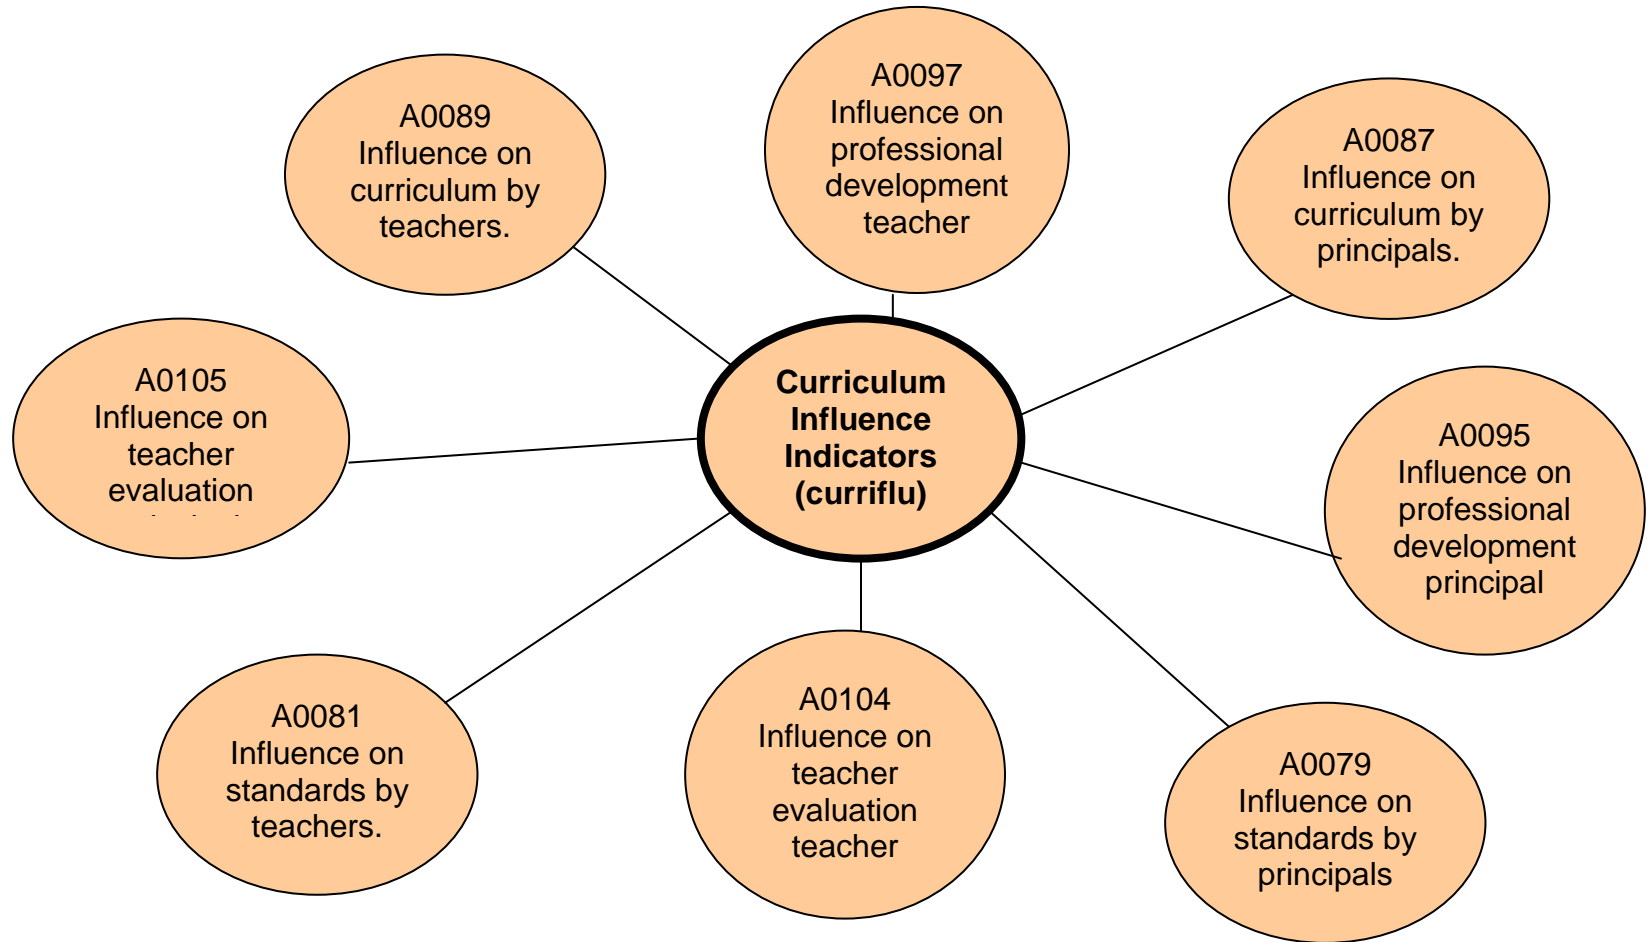 A0097
Influence on
professional
development
teacher
A0089
Influence on
curriculum by
teachers.
A0087
Influence on
curriculum by
principals.
A0105
Influence on
teacher
evaluation
Curriculum
Influence
Indicators
(curriflu)
A0095
Influence on
professional
development
principal
A0081
Influence on
standards by
teachers.
A0104
Influence on
teacher
evaluation
teacher
A0079
Influence on
standards by
principals